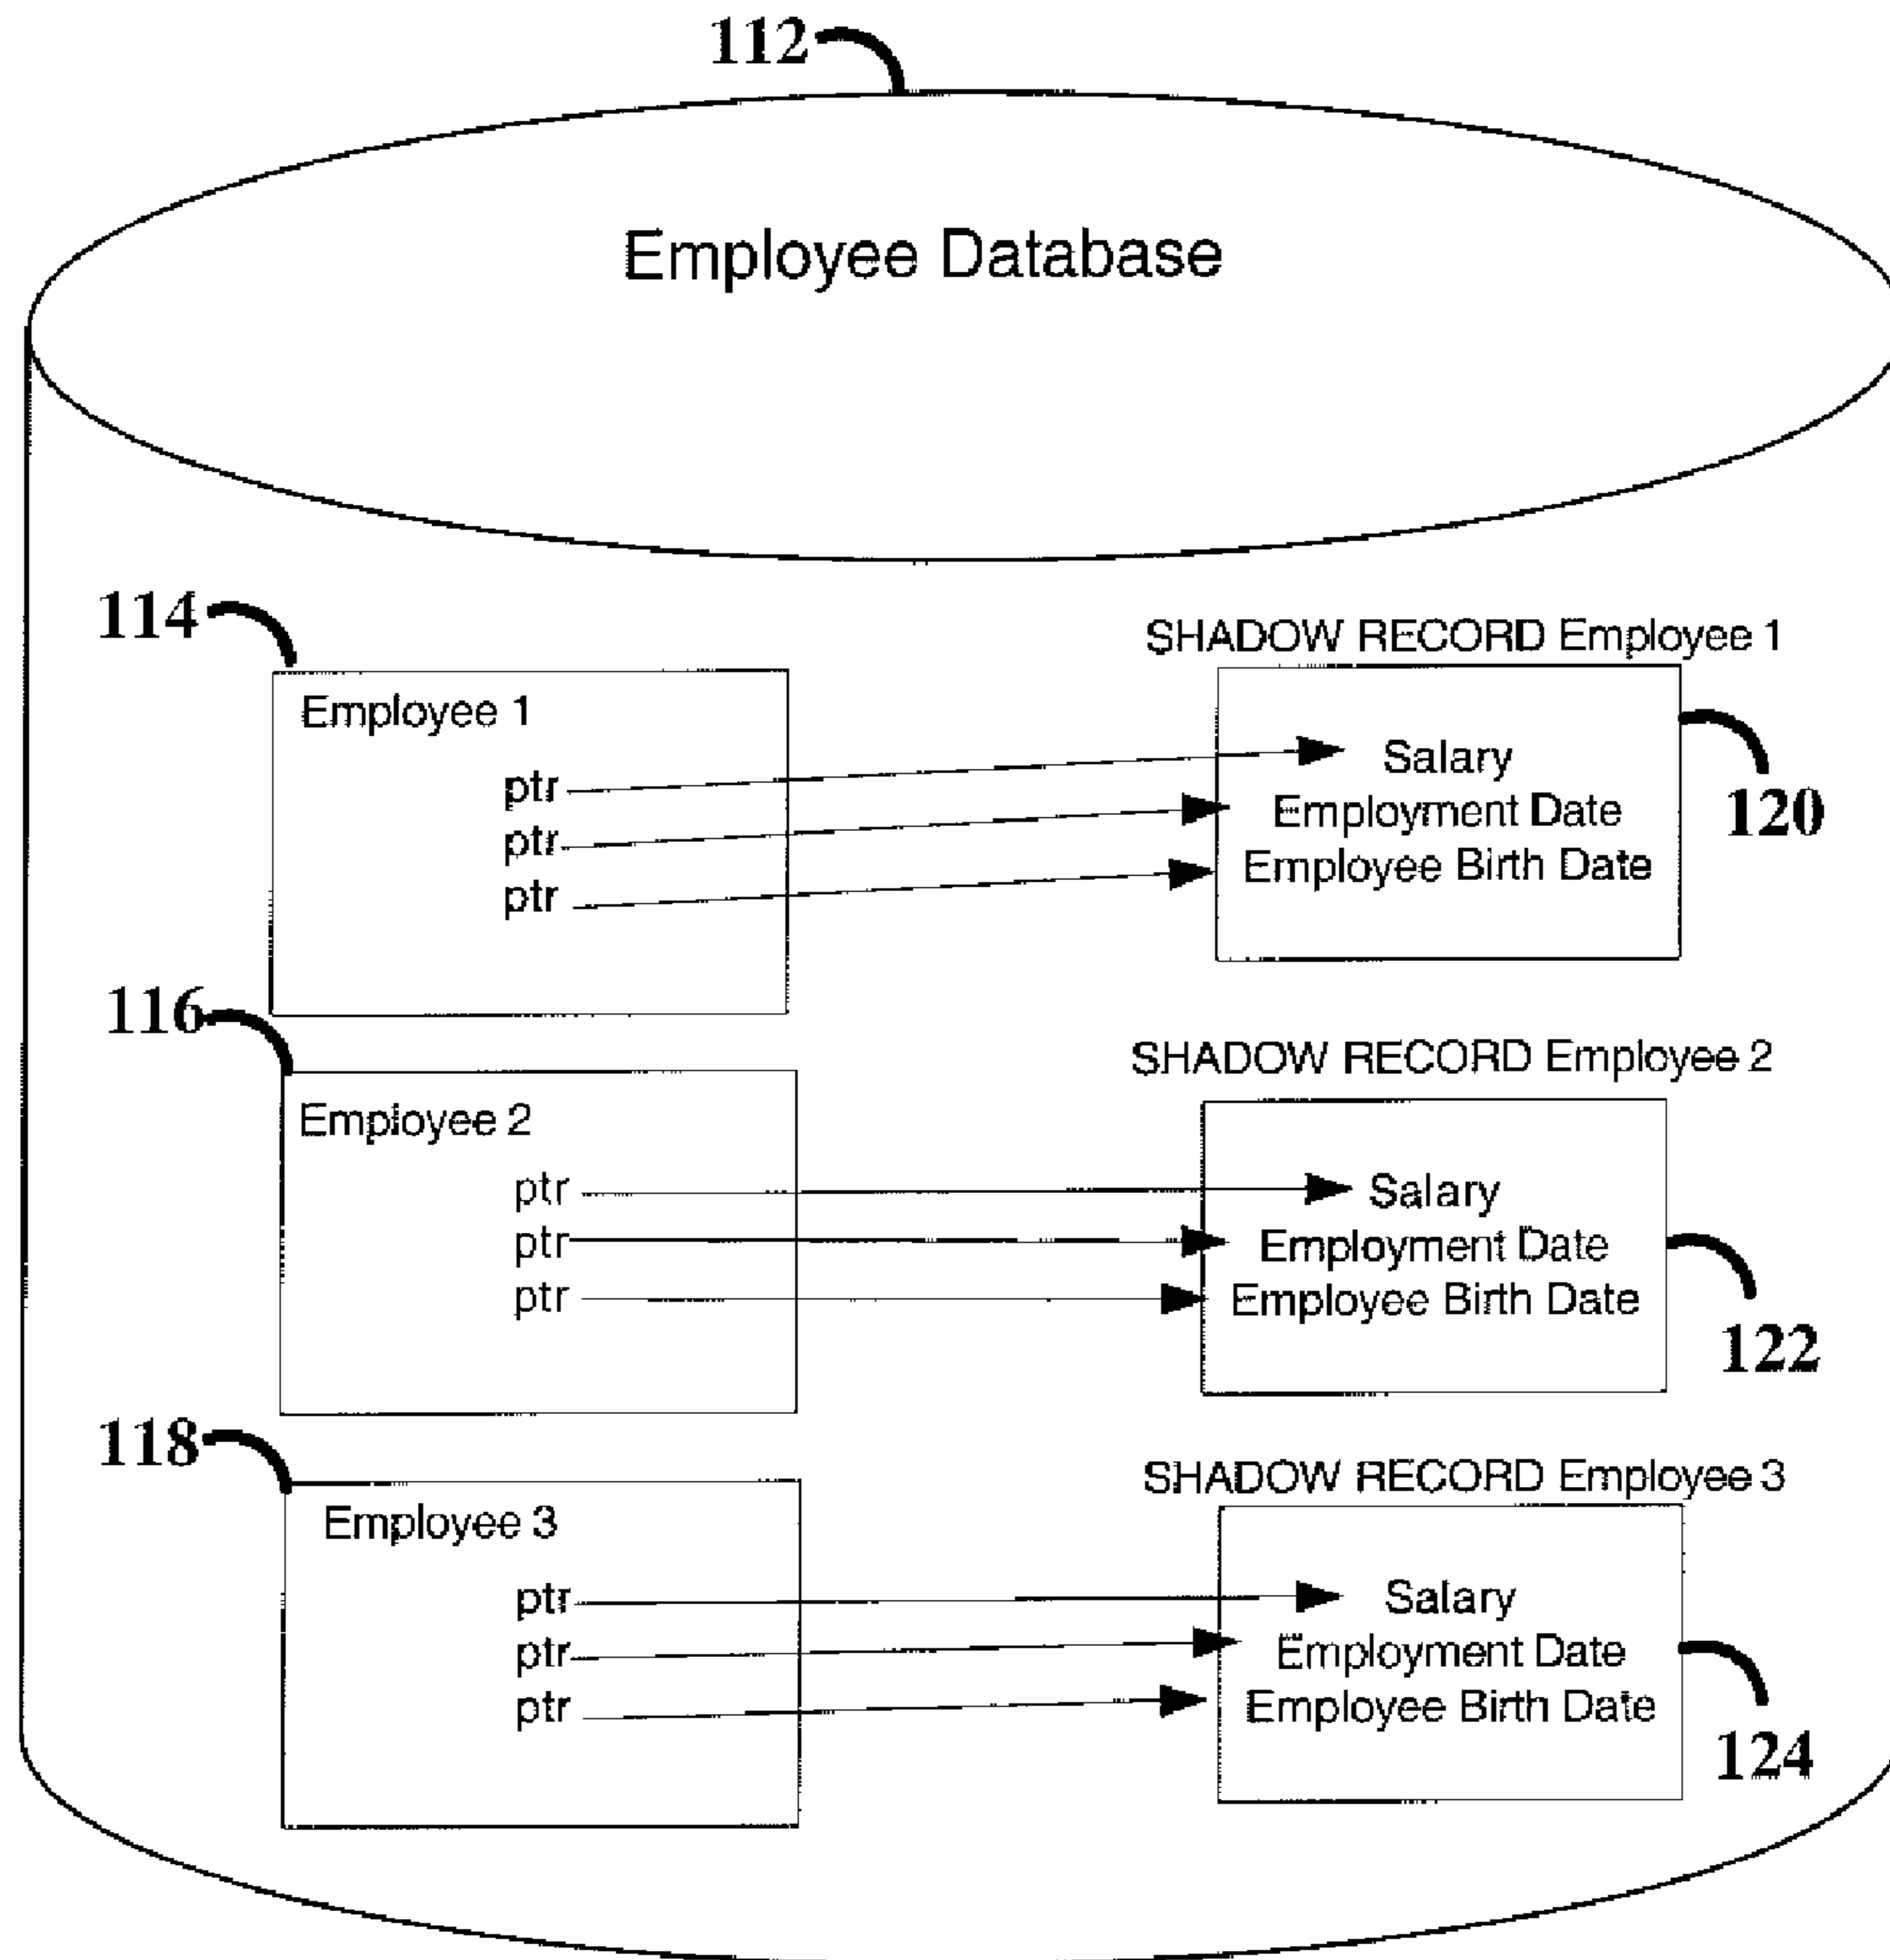 112
Employee Database
114
SHADOW RECORD Employee 1
Employee 1
ptr
ptr
ptr
Salary
Employment Date
Employee Birth Date
120
116
SHADOW RECORD Employee 2
Employee 2
ptr
ptr
ptr
Salary
Employment Date
Employee Birth Date
122
118
SHADOW RECORD Employee 3
Employee 3
ptr
ptr
ptr
Salary
Employment Date
Employee Birth Date
124